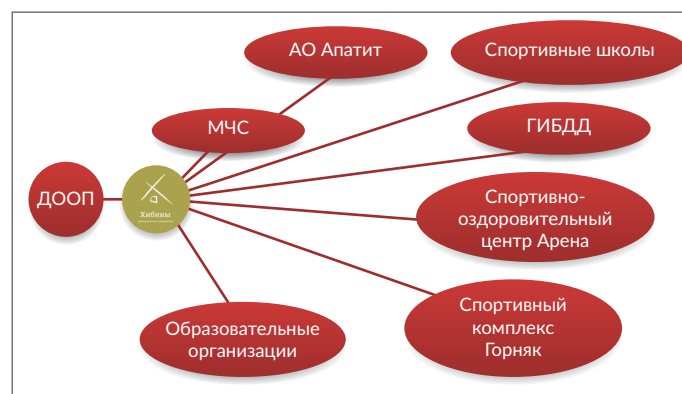 АО Апатит
Спортивные школы
МЧС
ГИБДД
ДООП
Хибины
Спортивно-
оздоровительный
центр Арена
Образовательные
организации
Спортивный
комплекс
Горняк